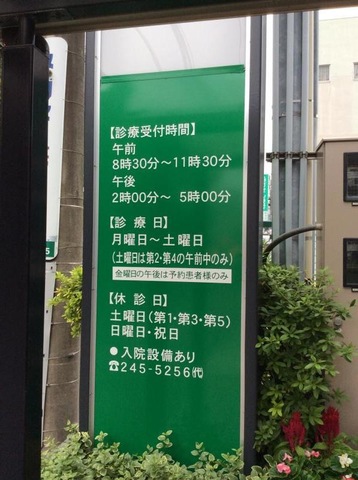 【診療受付時間】
午前
8時30分～11時30分
午後
2時00分～ 5時00分
【診療日】
月曜日～土曜日
(土曜日は第2・第4の午前中のみ)
金曜日の午後は予約患者様のみ
【休診日】
土曜日(第1・第3・第5)
日曜日・祝日
●入院設備あり
☎245-5256㈹